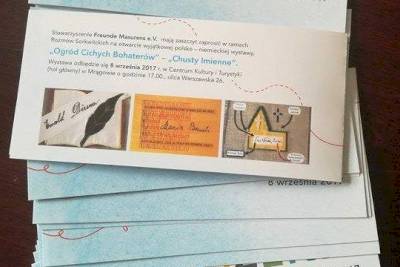 Stowarzyszenie Freunde Masurens e.V. mają zaszczyt zaprosić w ramach
Rozmów Sorkwitckich na otwarcie wyjątkowej polsko – niemieckiej wystawy.
"Ogród Cichych Bohaterów" – „Chusty Imienne".
Wystawa odbędzie się 8 września 2017 r. w Centrum Kultury i Turystyki
(hol główny) w Mrągowie o godzinie 17.00., ulica Warszawska 26.
8 września 2017